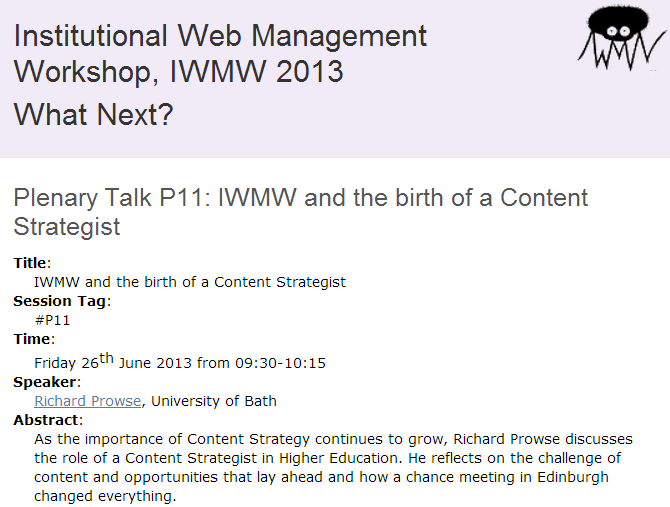 Institutional Web Management
Workshop, IWMW 2013
What Next?
IWMW
Plenary Talk P11: IWMW and the birth of a Content
Strategist
Title:
IWMW and the birth of a Content Strategist
Session Tag:
#P11
Time:
Friday 26th June 2013 from 09:30-10:15
Speaker:
Richard Prowse, University of Bath
Abstract:
As the importance of Content Strategy continues to grow, Richard Prowse discusses
the role of a Content Strategist in Higher Education. He reflects on the challenge of
content and opportunities that lay ahead and how a chance meeting in Edinburgh
changed everything.